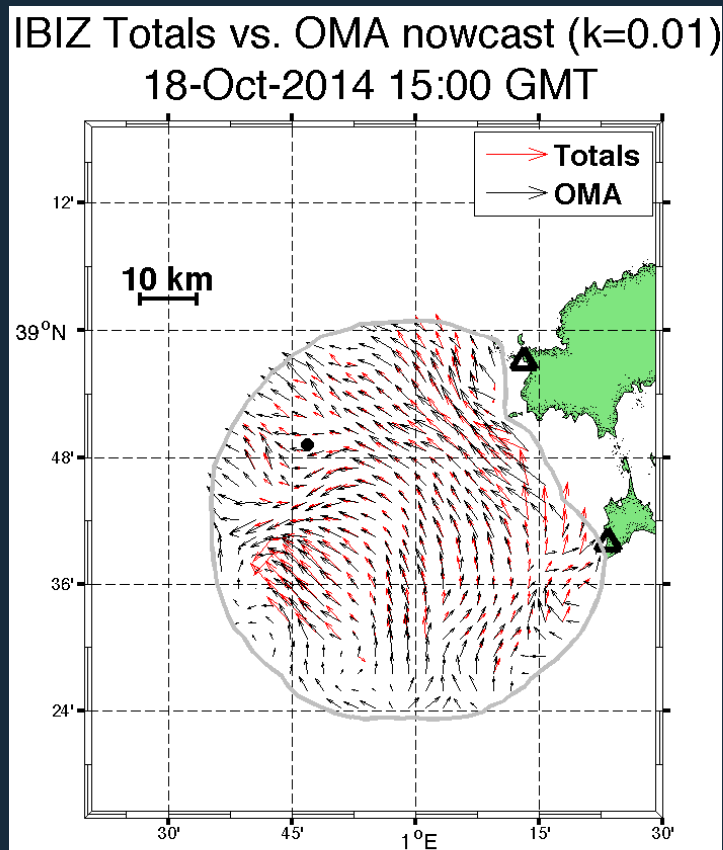 IBIZ Totals vs. OMA nowcast (k=0.01)
18-Oct-2014 15:00 GMT
Totals
OMA
12'
10 km
39°N
48'
36'
24'
30'
45'
1°E
15'
30'